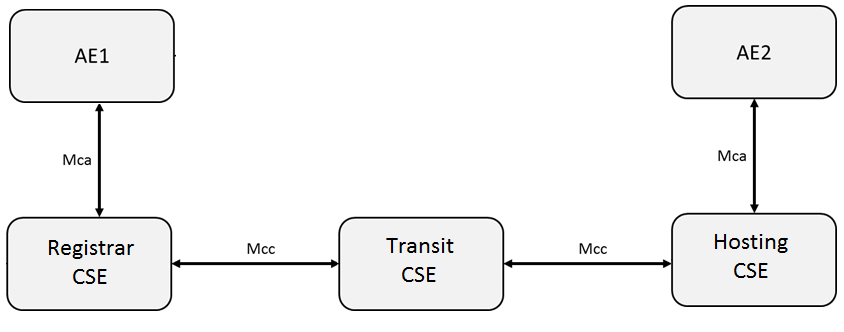 AE1
AE2
Mca
Mca
Registrar
CSE
Mcc
Transit
CSE
Mcc
Hosting
CSE